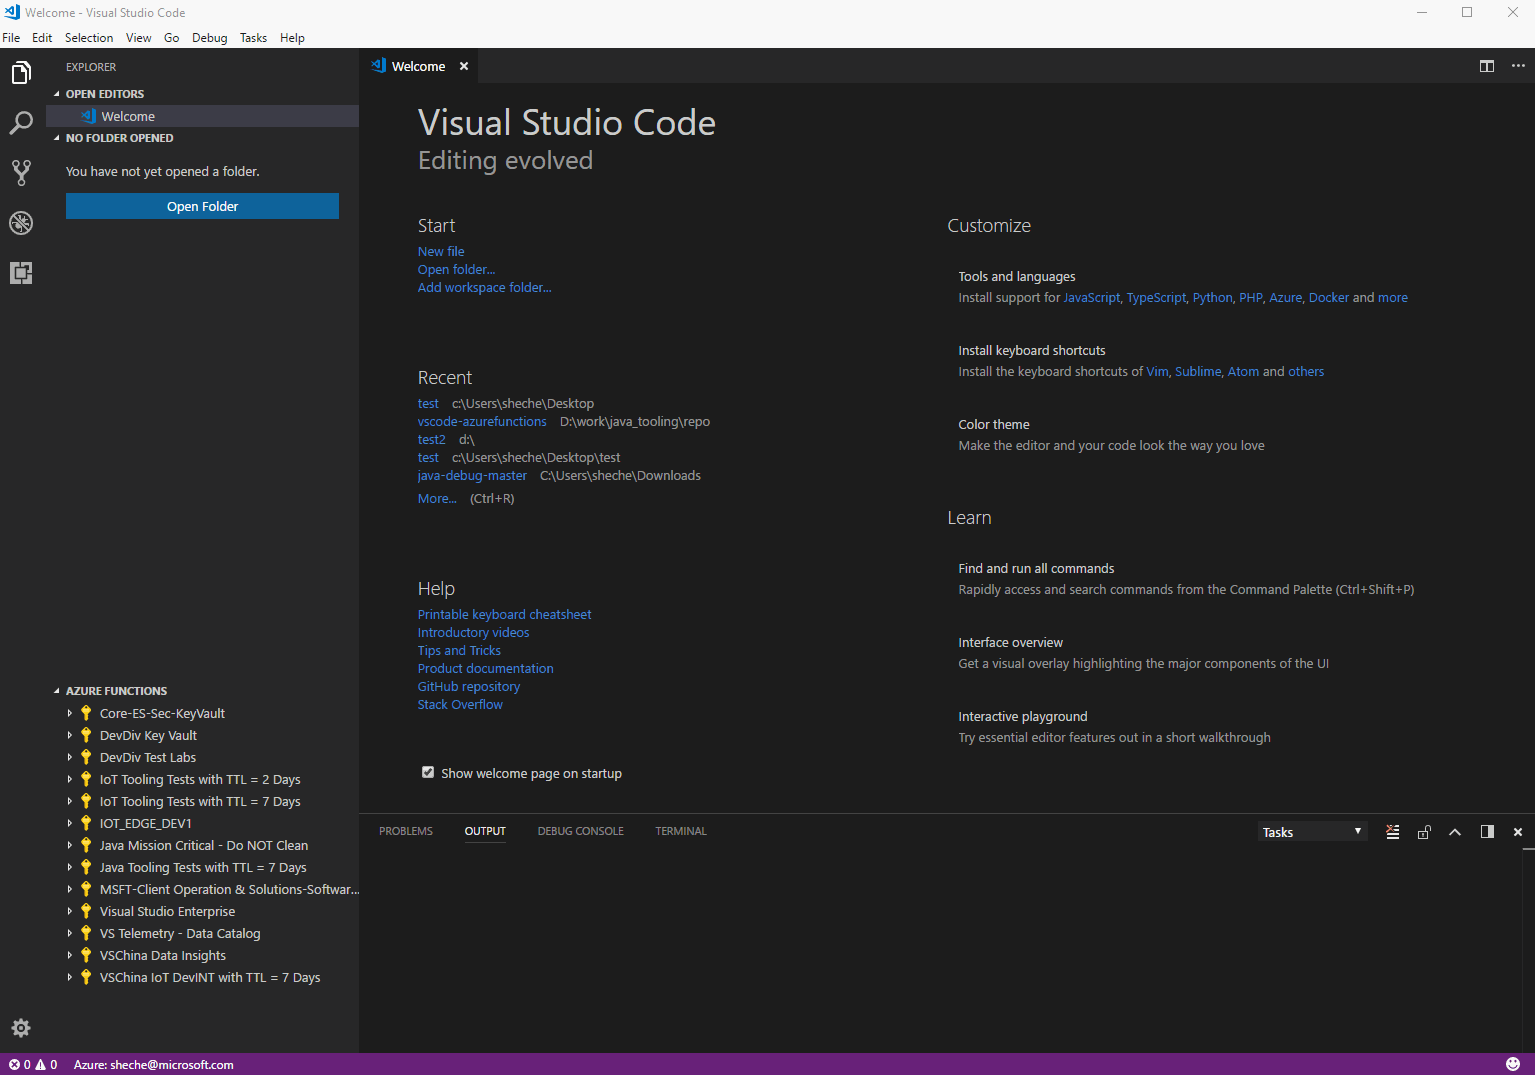 Welcome - Visual Studio Code
File Edit Selection View Go Debug Tasks Help
EXPLORER
OPEN EDITORS
Welcome
NO FOLDER OPENED
You have not yet opened a folder.
Open Folder
AZURE FUNCTIONS
Core-ES-Sec-KeyVault
DevDiv Key Vault
DevDiv Test Labs
IoT Tooling Tests with TTL = 2 Days
IoT Tooling Tests with TTL = 7 Days
IOT_EDGE_DEV1
Java Mission Critical - Do NOT Clean
Java Tooling Tests with TTL = 7 Days
MSFT-Client Operation & Solutions-Softwar...
Visual Studio Enterprise
VS Telemetry - Data Catalog
VSChina Data Insights
VSChina IoT DevINT with TTL = 7 Days
Welcome
Visual Studio Code
Editing evolved
Start
New file
Open folder...
Add workspace folder...
Recent
test c:\Users\sheche\Desktop
vscode-azurefunctions D:\work\java_tooling\repo
test2 d:\
test c:\Users\sheche\Desktop\test
java-debug-master C:\Users\sheche\Downloads
More... (Ctrl+R)
Help
Printable keyboard cheatsheet
Introductory videos
Tips and Tricks
Product documentation
GitHub repository
Stack Overflow
Show welcome page on startup
Customize
Tools and languages
Install support for JavaScript, TypeScript, Python, PHP, Azure, Docker and more
Install keyboard shortcuts
Install the keyboard shortcuts of Vim, Sublime, Atom and others
Color theme
Make the editor and your code look the way you love
Learn
Find and run all commands
Rapidly access and search commands from the Command Palette (Ctrl+Shift+P)
Interface overview
Get a visual overlay highlighting the major components of the UI
Interactive playground
Try essential editor features out in a short walkthrough
PROBLEMS OUTPUT DEBUG CONSOLE TERMINAL
Tasks
0 0 Azure: sheche@microsoft.com